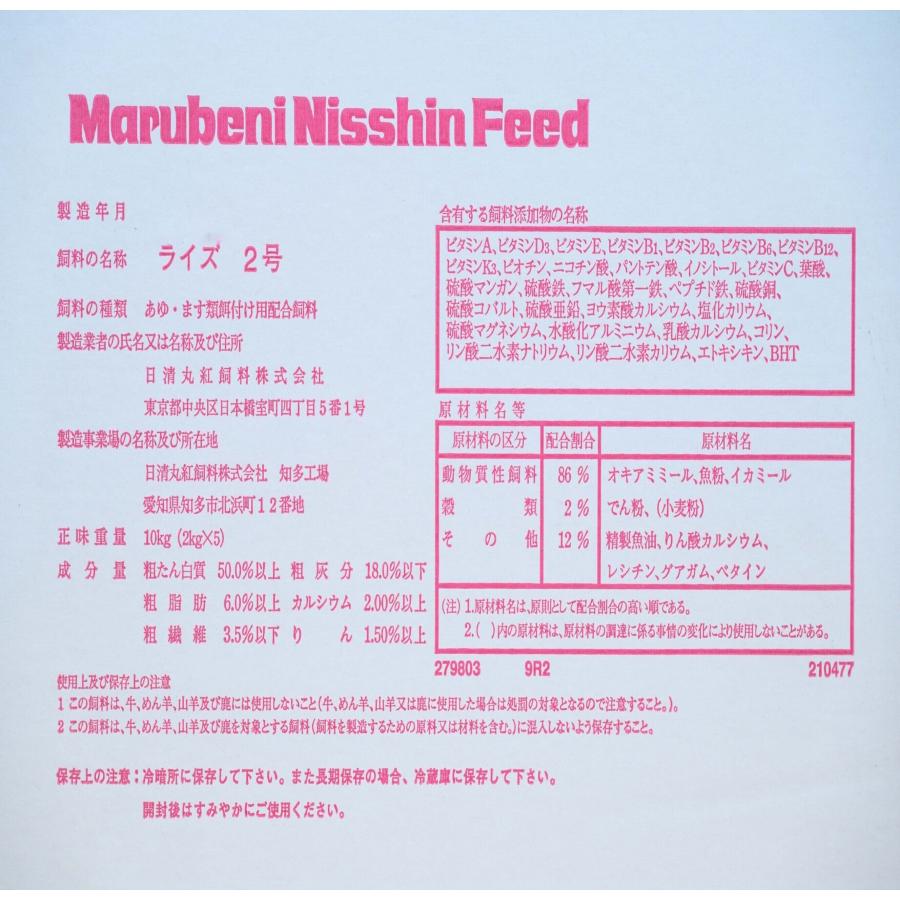 Marubeni Nisshin Feed
製造年月
飼料の名称 ライズ 2号
飼料の種類 あゆ・ます類餌付け用配合飼料
製造業者の氏名又は名称及び住所
日清丸紅飼料株式会社
東京都中央区日本橋室町四丁目5番1号
製造事業場の名称及び所在地
日清丸紅飼料株式会社 知多工場
愛知県知多市北浜町12番地
正味重量 10kg (2kg×5)
成分量 粗たん白質 50.0%以上 粗灰分 18.0%以下
粗脂肪 6.0%以上 カルシウム 2.00%以上
粗繊維 3.5%以下 りん 1.50%以上
含有する飼料添加物の名称
ビタミンA、ビタミンD3、ビタミンE、ビタミンB1、ビタミンB2、ビタミンB6、ビタミンB12、
ビタミンK3、ビオチン、ニコチン酸、パントテン酸、イノシトール、ビタミンC、葉酸、
硫酸マンガン、硫酸鉄、フマル酸第一鉄、ペプチド鉄、硫酸銅、
硫酸コバルト、硫酸亜鉛、ヨウ素酸カルシウム、塩化カリウム、
硫酸マグネシウム、水酸化アルミニウム、乳酸カルシウム、コリン、
リン酸二水素ナトリウム、リン酸二水素カリウム、エトキシキン、BHT
原材料名等
原材料の区分 配合割合 原材料名
動物質性飼料 86% オキアミミール、魚粉、イカミール
穀類 2% でん粉、(小麦粉)
その他 12% 精製魚油、りん酸カルシウム、
レシチン、グアガム、ベタイン
(注) 1.原材料名は、原則として配合割合の高い順である。
2.( )内の原材料は、原材料の調達に係る事情の変化により使用しないことがある。
279803 9R2 210477
使用上及び保存上の注意
1 この飼料は、牛、めん羊、山羊及び鹿には使用しないこと(牛、めん羊、山羊又は鹿に使用した場合は処罰の対象となるので注意すること。)。
2 この飼料は、牛、めん羊、山羊及び鹿を対象とする飼料(飼料を製造するための原料又は材料を含む。)に混入しないよう保存すること。
保存上の注意:冷暗所に保存して下さい。また長期保存の場合、冷蔵庫に保存して下さい。
開封後はすみやかにご使用ください。